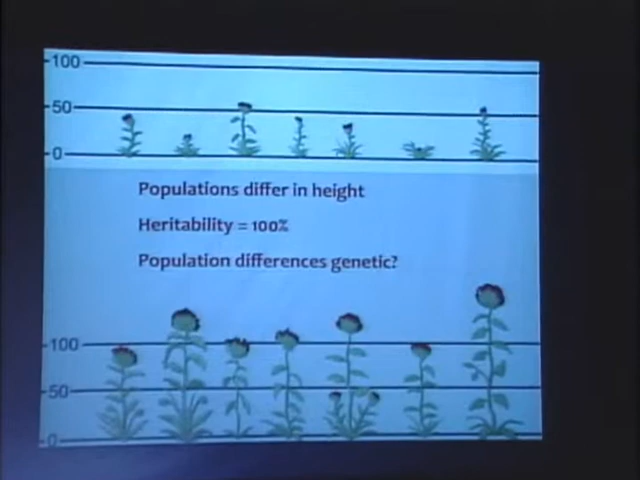 100
50
0
Populations differ in height
Heritability = 100%
Population differences genetic?
100
50
0